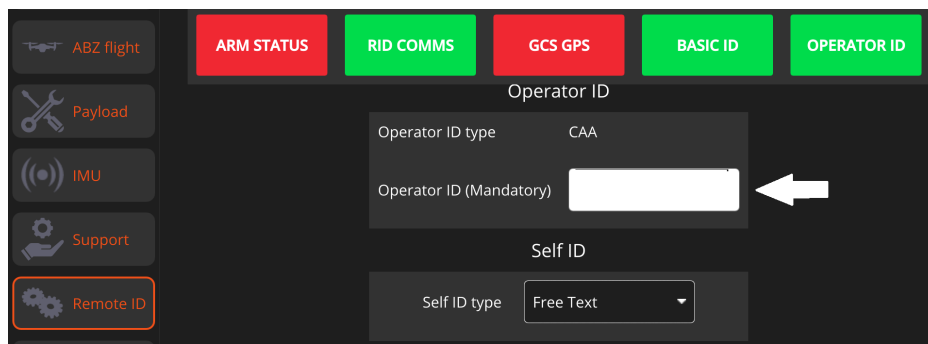 ABZ flight
Payload
IMU
Support
Remote ID
ARM STATUS
RID COMMS
GCS GPS
BASIC ID
OPERATOR ID
Operator ID
Operator ID type CAA
Operator ID (Mandatory)
Self ID
Self ID type Free Text